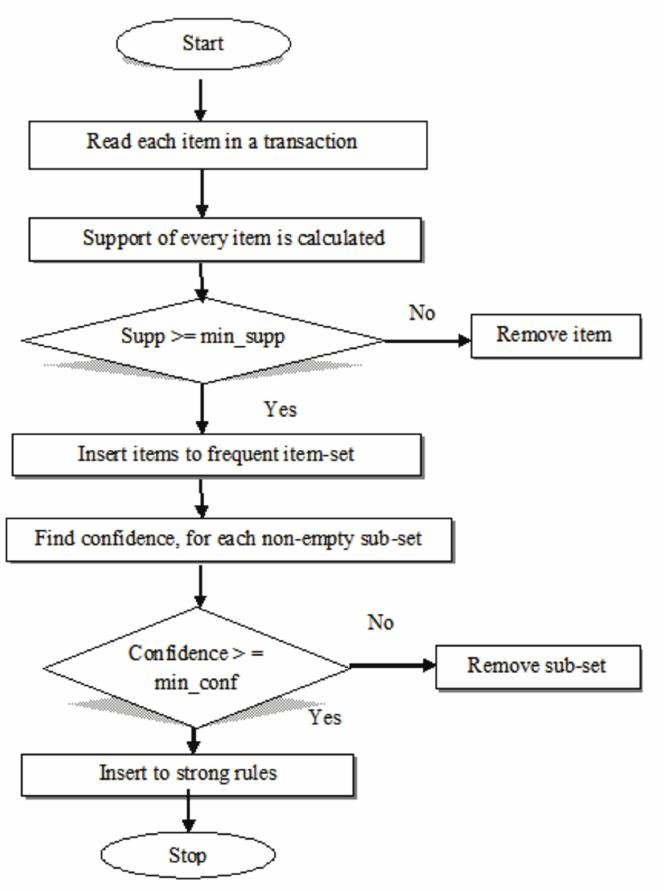 Start
Read each item in a transaction
Support of every item is calculated
Supp >= min_supp
No
Remove item
Yes
Insert items to frequent item-set
Find confidence, for each non-empty sub-set
No
Confidence > =
min_conf
Remove sub-set
Yes
Insert to strong rules
Stop